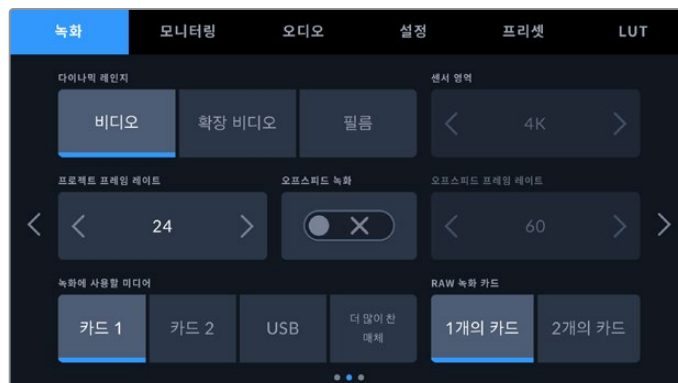 녹화 모니터링 오디오 설정 프리셋 LUT
다이나믹 레인지 센서 영역
비디오 확장 비디오 필름 4K
프로젝트 프레임 레이트 오프스피드 녹화 오프스피드 프레임 레이트
24 60
녹화에 사용할 미디어 RAW 녹화 카드
카드 1 카드 2 USB 더 많이 찬 1개의 카드 2개의 카드
매체